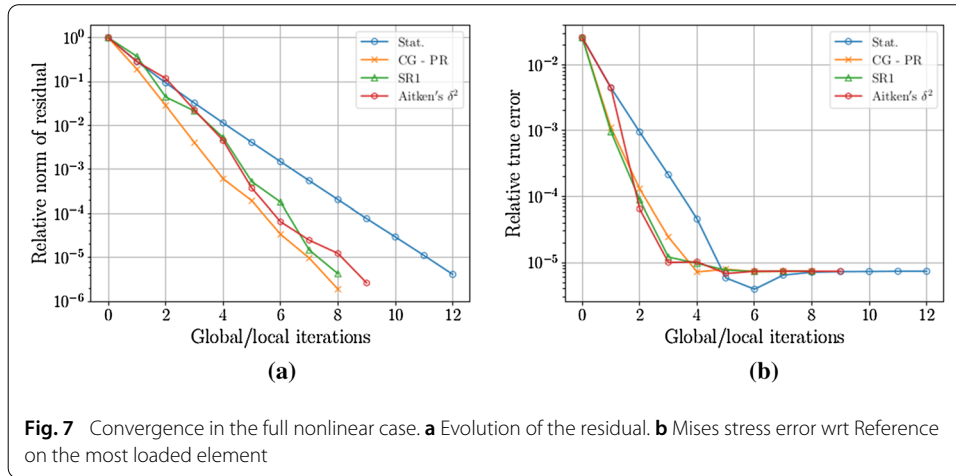 Relative norm of residual
10⁰
10⁻¹
10⁻²
10⁻³
10⁻⁴
10⁻⁵
10⁻⁶
Stat.
CG - PR
SR1
Aitken's δ²
0 2 4 6 8 10 12
Global/local iterations
(a)
Relative true error
10⁻²
10⁻³
10⁻⁴
10⁻⁵
Stat.
CG - PR
SR1
Aitken's δ²
0 2 4 6 8 10 12
Global/local iterations
(b)
Fig. 7 Convergence in the full nonlinear case. a Evolution of the residual. b Mises stress error wrt Reference
on the most loaded element